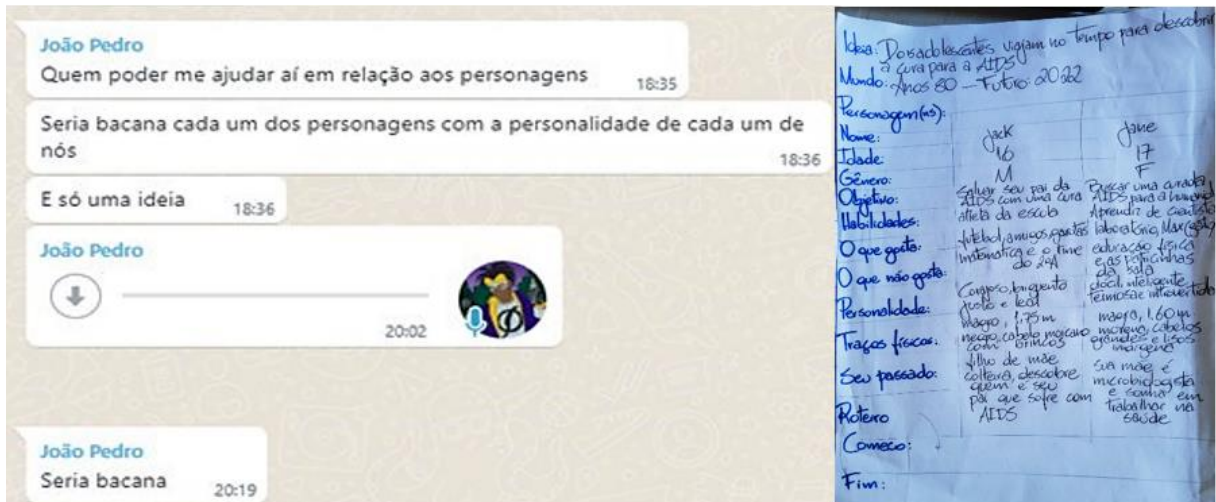 João Pedro
Quem poder me ajudar aí em relação aos personagens 18:35
Seria bacana cada um dos personagens com a personalidade de cada um de
nós 18:36
E só uma ideia 18:36
João Pedro
20:02
João Pedro
Seria bacana 20:19
Ideia: Dois adolescentes viajam no tempo para descobrir
a cura para a AIDS
Mundo: Anos 80 — Futuro: 2022
Personagem(ns):
Nome: Jack Jane
Idade: 16 17
Gênero: M F
Objetivo: Salvar seu pai da AIDS com uma cura Buscar uma cura da AIDS para a
Habilidades: atleta da escola Aprendiz de cientista
O que gosta: futebol, amigos, garotas laboratório, Max
O que não gosta: matemática e o time do 2ºA educação física e as patricinhas da sala
Personalidade: Corajoso, briguento justo e leal dócil, inteligente teimosa e introvertida
Traços físicos: magro, 1,75m negro, cabelo moicano com brincos magra, 1.60m morena, cabelos grandes e lisos
Seu passado: filho de mãe solteira, descobre quem é seu pai que sofre com AIDS Sua mãe é microbiologista e sonha em trabalhar na saúde
Roteiro
Começo:
Fim: